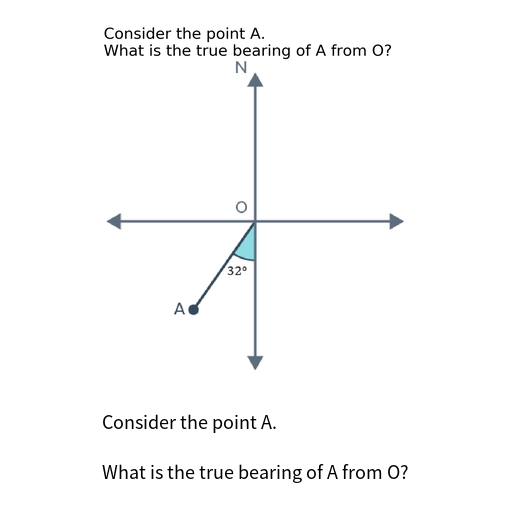 Consider the point A.
What is the true bearing of A from O?
N
O
32°
A
Consider the point A.
What is the true bearing of A from O?